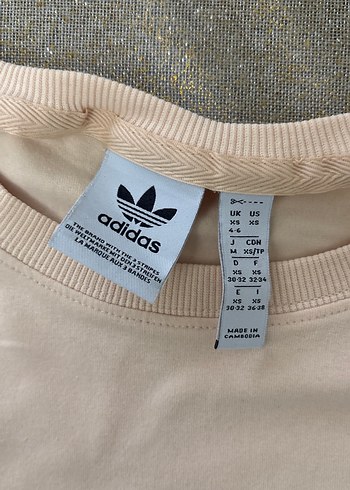 adidas
THE BRAND WITH THE 3 STRIPES
DIE WELTMARKE MIT DEN 3 STREIFEN
LA MARQUE AUX 3 BANDES
UK US
XS XS
4-6
J CDN
M XS/TP
D F
XS XS
30-32 32-34
E I
XS XS
30-32 36-38
MADE IN
CAMBODIA